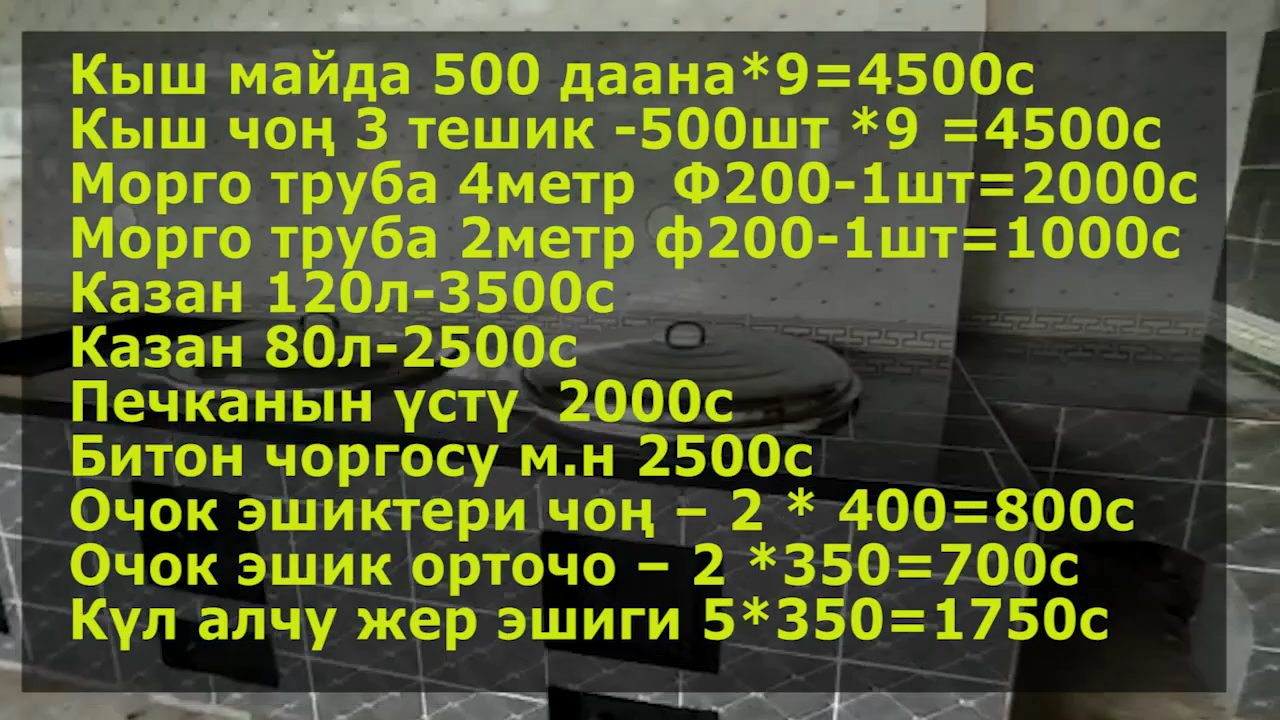 Кыш майда 500 даана*9=4500с
Кыш чоң 3 тешик -500шт *9 =4500с
Морго труба 4метр Ф200-1шт=2000с
Морго труба 2метр ф200-1шт=1000с
Казан 120л-3500с
Казан 80л-2500с
Печканын үстү 2000с
Битон чоргосу м.н 2500с
Очок эшиктери чоң – 2 * 400=800с
Очок эшик орточо – 2 *350=700с
Күл алчу жер эшиги 5*350=1750с